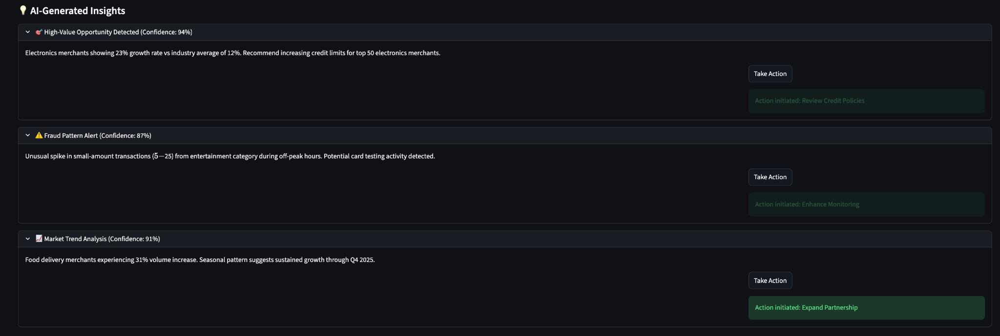 💡 AI-Generated Insights
🎯 High-Value Opportunity Detected (Confidence: 94%)
Electronics merchants showing 23% growth rate vs industry average of 12%. Recommend increasing credit limits for top 50 electronics merchants.
Take Action
Action initiated: Review Credit Policies
⚠️ Fraud Pattern Alert (Confidence: 87%)
Unusual spike in small-amount transactions (5—25) from entertainment category during off-peak hours. Potential card testing activity detected.
Take Action
Action initiated: Enhance Monitoring
📈 Market Trend Analysis (Confidence: 91%)
Food delivery merchants experiencing 31% volume increase. Seasonal pattern suggests sustained growth through Q4 2025.
Take Action
Action initiated: Expand Partnership